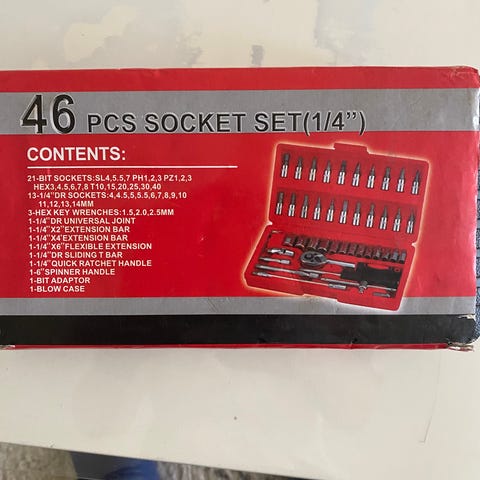 46 PCS SOCKET SET(1/4")
CONTENTS:
21-BIT SOCKETS:SL4,5.5,7 PH1,2,3 PZ1,2,3
HEX3,4,5,6,7,8 T10,15,20,25,30,40
13-1/4"DR SOCKETS:4,4.5,5,5.5,6,7,8,9,10
11,12,13,14MM
3-HEX KEY WRENCHES:1.5,2.0,2.5MM
1-1/4"DR UNIVERSAL JOINT
1-1/4"X2"EXTENSION BAR
1-1/4"X4"EXTENSION BAR
1-1/4"X6"FLEXIBLE EXTENSION
1-1/4"DR SLIDING T BAR
1-1/4"QUICK RATCHET HANDLE
1-6"SPINNER HANDLE
1-BIT ADAPTOR
1-BLOW CASE